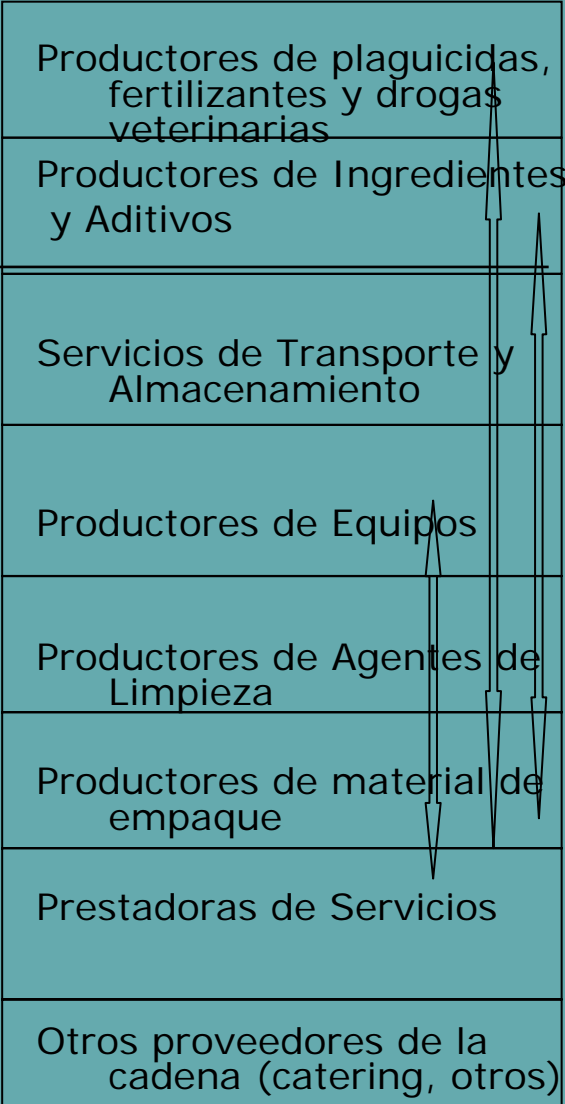 Productores de plaguicidas,
fertilizantes y drogas
veterinarias
Productores de Ingredientes
y Aditivos
Servicios de Transporte y
Almacenamiento
Productores de Equipos
Productores de Agentes de
Limpieza
Productores de material de
empaque
Prestadoras de Servicios
Otros proveedores de la
cadena (catering, otros)